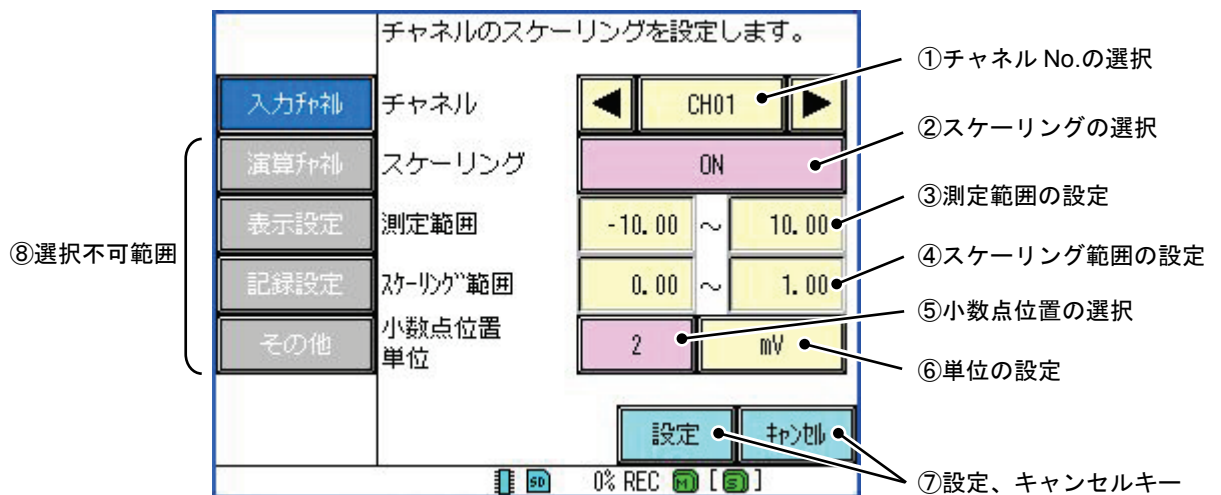 チャネルのスケーリングを設定します。
入力ﾁｬﾈﾙ
チャネル
CH01
①チャネル No.の選択
演算ﾁｬﾈﾙ
スケーリング
ON
②スケーリングの選択
表示設定
測定範囲
-10.00 ～ 10.00
③測定範囲の設定
⑧選択不可範囲
記録設定
ｽｹｰﾘﾝｸﾞ範囲
0.00 ～ 1.00
④スケーリング範囲の設定
その他
小数点位置
単位
2
mV
⑤小数点位置の選択
⑥単位の設定
設定
ｷｬﾝｾﾙ
⑦設定、キャンセルキー
SD
0% REC M [S]